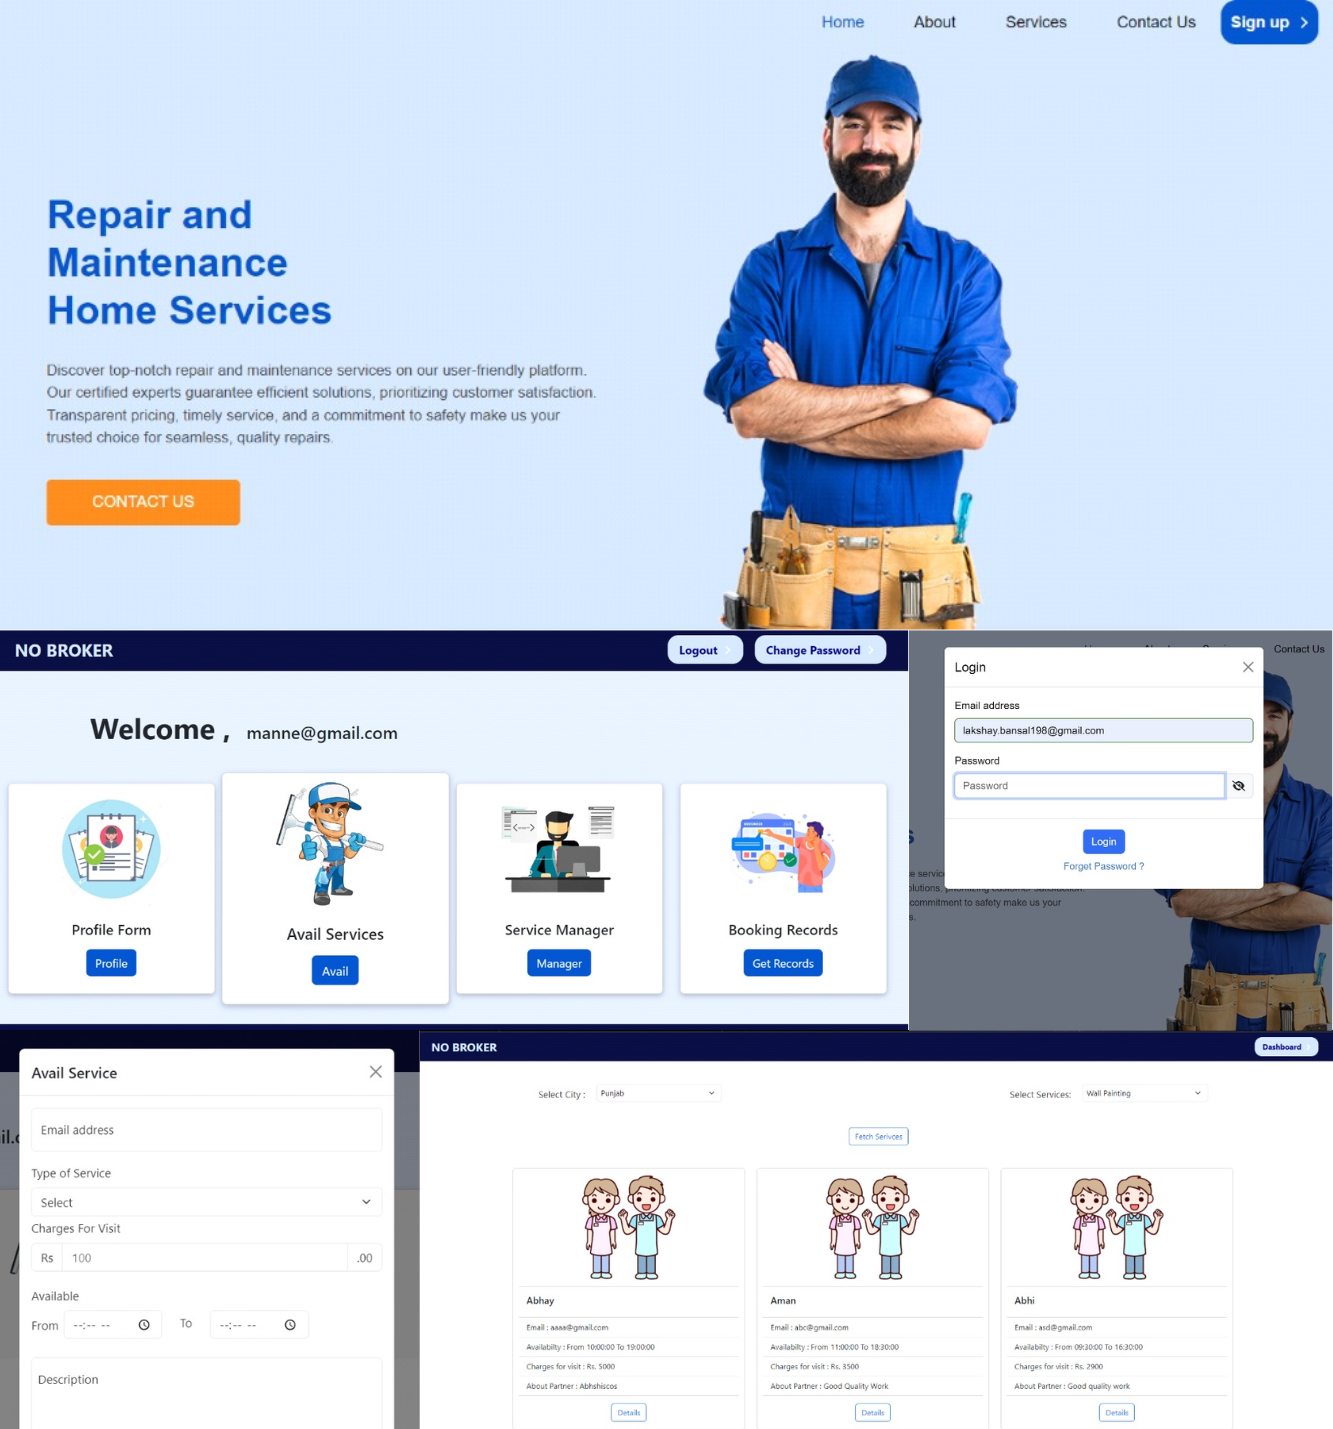 Home About Services Contact Us Sign up
Repair and
Maintenance
Home Services
Discover top-notch repair and maintenance services on our user-friendly platform.
Our certified experts guarantee efficient solutions, prioritizing customer satisfaction.
Transparent pricing, timely service, and a commitment to safety make us your
trusted choice for seamless, quality repairs.
CONTACT US
NO BROKER Logout Change Password
Welcome , manne@gmail.com
Profile Form
Profile
Avail Services
Avail
Service Manager
Manager
Booking Records
Get Records
Contact Us
Login
Email address
lakshay.bansal198@gmail.com
Password
Password
Login
Forget Password ?
commitment to safety make us your
s.
Avail Service
Email address
Type of Service
Select
Charges For Visit
Rs 100 .00
Available
From --:-- -- To --:-- --
Description
NO BROKER Dashboard
Select City : Punjab Select Services: Wall Painting
Fetch Serivces
Abhay
Email : aaaa@gmail.com
Availabilty : From 10:00:00 To 19:00:00
Charges for visit : Rs. 5000
About Partner : Abhshiscos
Details
Aman
Email : abc@gmail.com
Availabilty : From 11:00:00 To 18:30:00
Charges for visit : Rs. 3500
About Partner : Good Quality Work
Details
Abhi
Email : asd@gmail.com
Availabilty : From 09:30:00 To 16:30:00
Charges for visit : Rs. 2900
About Partner : Good quality work
Details